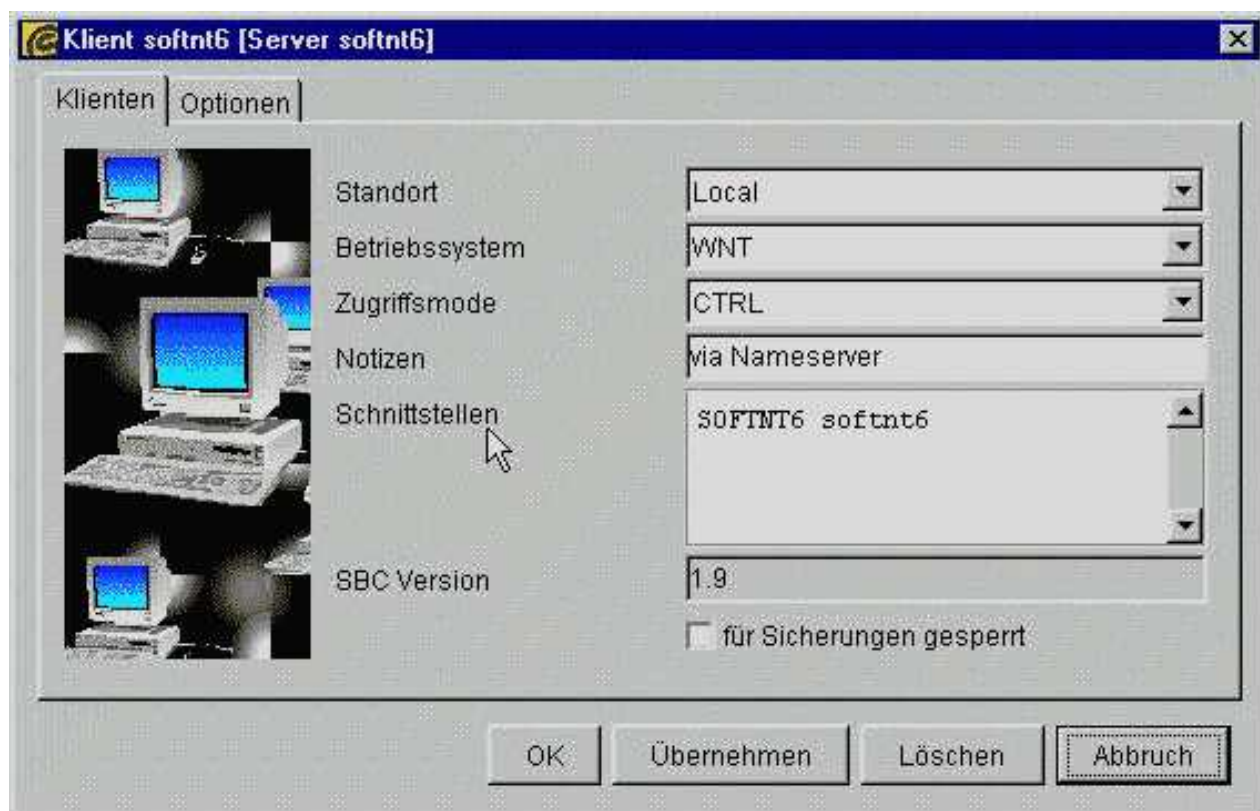 Klient softnt6 [Server softnt6]
Klienten Optionen
Standort Local
Betriebssystem WNT
Zugriffsmode CTRL
Notizen via Nameserver
Schnittstellen SOFTNT6 softnt6
SBC Version 1.9
für Sicherungen gesperrt
OK Übernehmen Löschen Abbruch